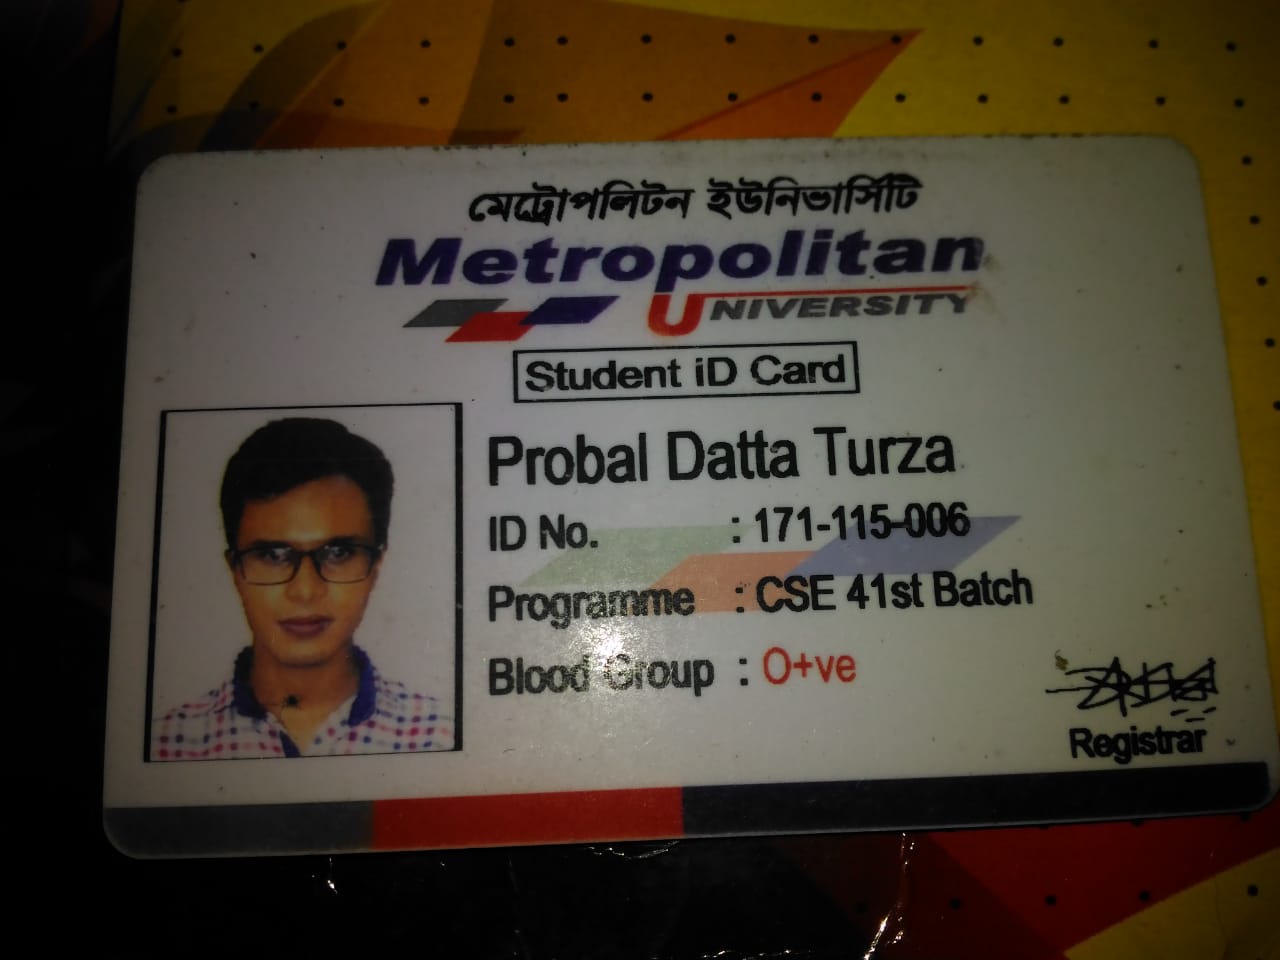 মেট্রোপলিটন ইউনিভার্সিটি
Metropolitan
UNIVERSITY
Student iD Card
Probal Datta Turza
ID No. : 171-115-006
Programme : CSE 41st Batch
Blood Group : O+ve
Registrar